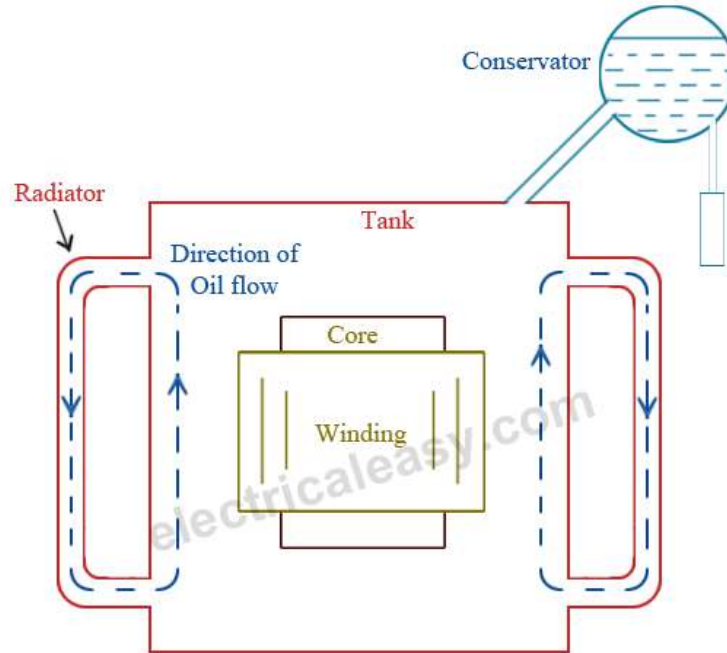 Conservator
Radiator
Tank
Direction of
Oil flow
Core
Winding
electricaleasy.com